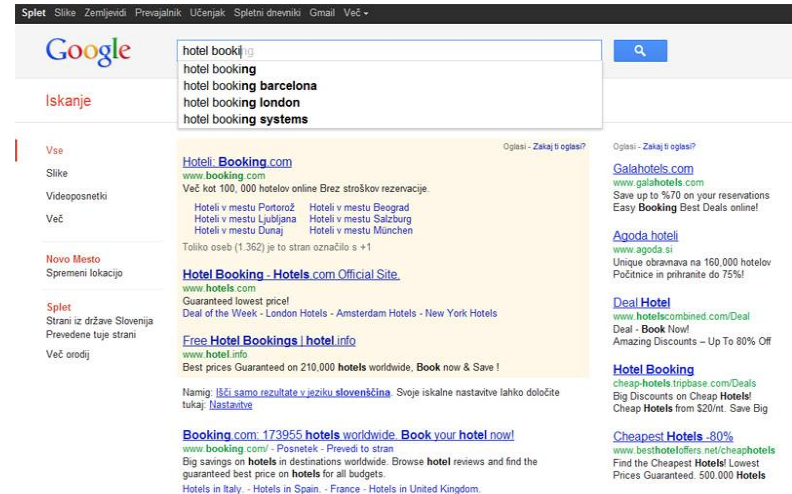 Splet Slike Zemljevidi Prevajalnik Učenjak Spletni dnevniki Gmail Več
Google
hotel booking
hotel booking
hotel booking barcelona
hotel booking london
hotel booking systems
Iskanje
Vse
Slike
Videoposnetki
Več
Novo Mesto
Spremeni lokacijo
Splet
Strani iz države Slovenija
Prevedene tuje strani
Več orodij
Oglasi - Zakaj ti oglasi?
Hoteli: Booking.com
www.booking.com
Več kot 100, 000 hotelov online Brez stroškov rezervacije.
Hoteli v mestu Portorož Hoteli v mestu Beograd
Hoteli v mestu Ljubljana Hoteli v mestu Salzburg
Hoteli v mestu Dunaj Hoteli v mestu München
Toliko oseb (1.362) je to stran označilo s +1
Hotel Booking - Hotels.com Official Site.
www.hotels.com
Guaranteed lowest price!
Deal of the Week - London Hotels - Amsterdam Hotels - New York Hotels
Free Hotel Bookings | hotel.info
www.hotel.info
Best prices Guaranteed on 210,000 hotels worldwide, Book now & Save !
Namig: Išči samo rezultate v jeziku slovenščina. Svoje iskalne nastavitve lahko določite
tukaj: Nastavitve
Booking.com: 173955 hotels worldwide. Book your hotel now!
www.booking.com/ - Posnetek - Prevedi to stran
Big savings on hotels in destinations worldwide. Browse hotel reviews and find the
guaranteed best price on hotels for all budgets.
Hotels in Italy. - Hotels in Spain. - France - Hotels in United Kingdom.
Oglasi - Zakaj ti oglasi?
Galahotels.com
www.galahotels.com
Save up to %70 on your reservations
Easy Booking Best Deals online!
Agoda hoteli
www.agoda.si
Unique obravnava na 160,000 hotelov
Počitnice in prihranite do 75%!
Deal Hotel
www.hotelscombined.com/Deal
Deal - Book Now!
Amazing Discounts – Up To 80% Off
Hotel Booking
cheap-hotels.tripbase.com/Deals
Big Discounts on Cheap Hotels!
Cheap Hotels from $20/nt. Save Big
Cheapest Hotels -80%
www.besthoteloffers.net/cheaphotels
Find the Cheapest Hotels! Lowest
Prices Guaranteed. 500.000 Hotels